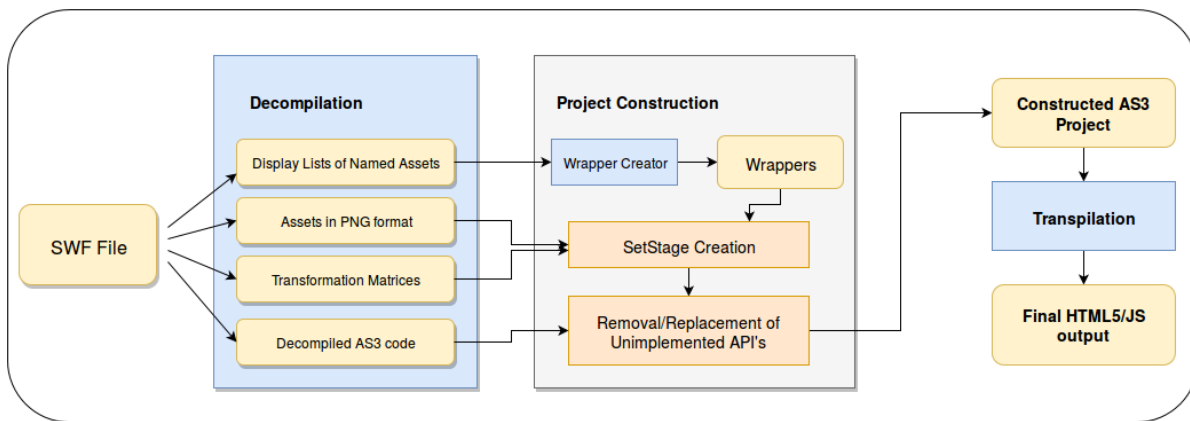 SWF File
Decompilation
Display Lists of Named Assets
Assets in PNG format
Transformation Matrices
Decompiled AS3 code
Project Construction
Wrapper Creator
Wrappers
SetStage Creation
Removal/Replacement of
Unimplemented API's
Constructed AS3
Project
Transpilation
Final HTML5/JS
output